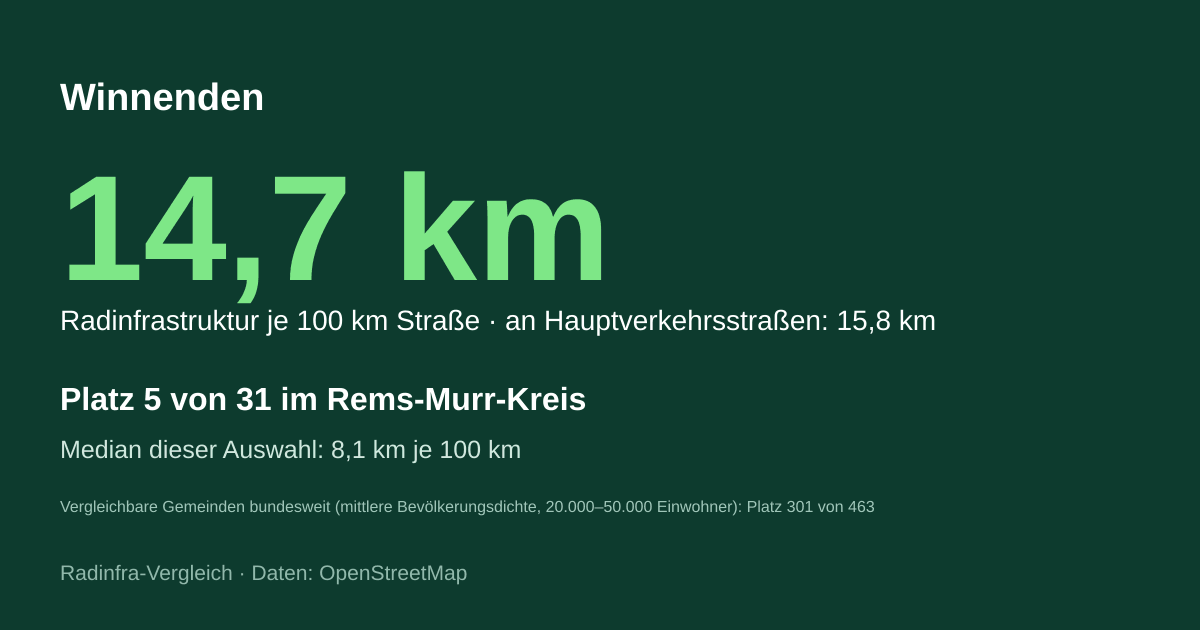 Winnenden
14,7 km
Radinfrastruktur je 100 km Straße · an Hauptverkehrsstraßen: 15,8 km
Platz 5 von 31 im Rems-Murr-Kreis
Median dieser Auswahl: 8,1 km je 100 km
Vergleichbare Gemeinden bundesweit (mittlere Bevölkerungsdichte, 20.000–50.000 Einwohner): Platz 301 von 463
Radinfra-Vergleich · Daten: OpenStreetMap